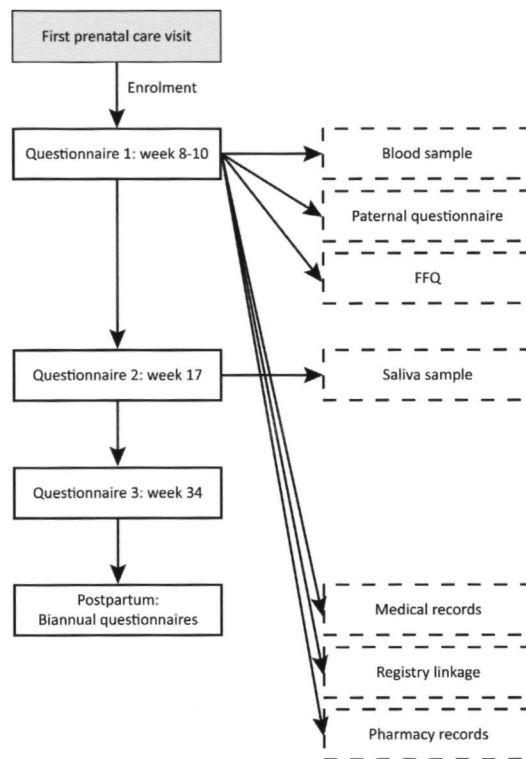 First prenatal care visit
Enrolment
Questionnaire 1: week 8-10
Blood sample
Paternal questionnaire
FFQ
Questionnaire 2: week 17
Saliva sample
Questionnaire 3: week 34
Postpartum:
Biannual questionnaires
Medical records
Registry linkage
Pharmacy records